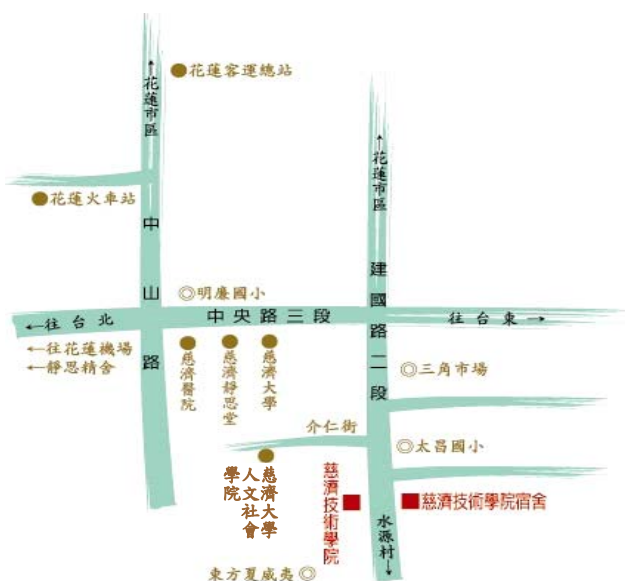 花蓮客運總站
↑花蓮市區
↑花蓮市區
花蓮火車站
中山路
建國路二段
明廉國小
←往台北
中央路三段
往台東→
←往花蓮機場
←靜思精舍
慈濟醫院
慈濟靜思堂
慈濟大學
三角市場
介仁街
太昌國小
慈濟大學
人文社會
學院
慈濟技術學院
慈濟技術學院宿舍
水源村↓
東方夏威夷